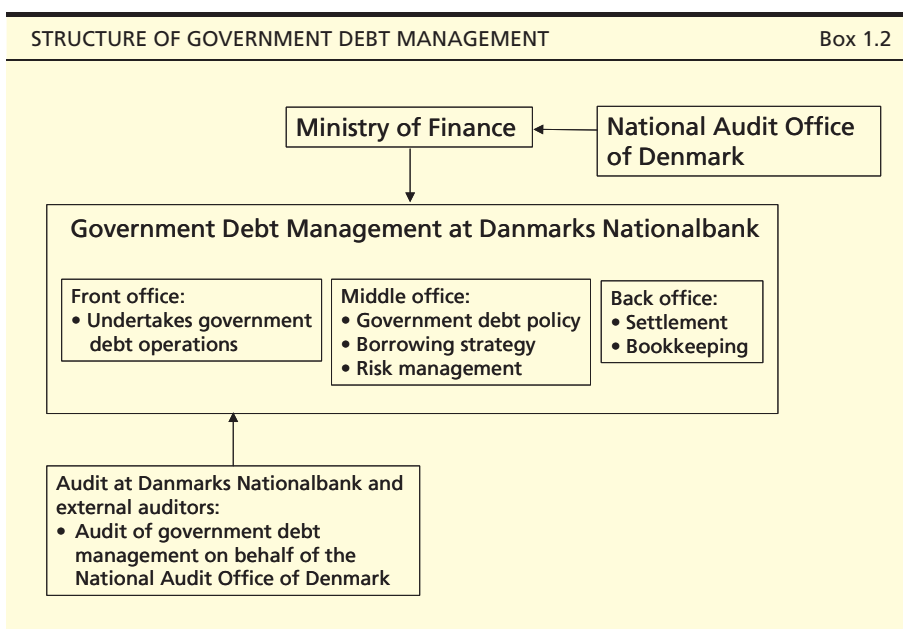 STRUCTURE OF GOVERNMENT DEBT MANAGEMENT Box 1.2
Ministry of Finance
National Audit Office
of Denmark
Government Debt Management at Danmarks Nationalbank
Front office:
• Undertakes government
debt operations
Middle office:
• Government debt policy
• Borrowing strategy
• Risk management
Back office:
• Settlement
• Bookkeeping
Audit at Danmarks Nationalbank and
external auditors:
• Audit of government debt
management on behalf of the
National Audit Office of Denmark